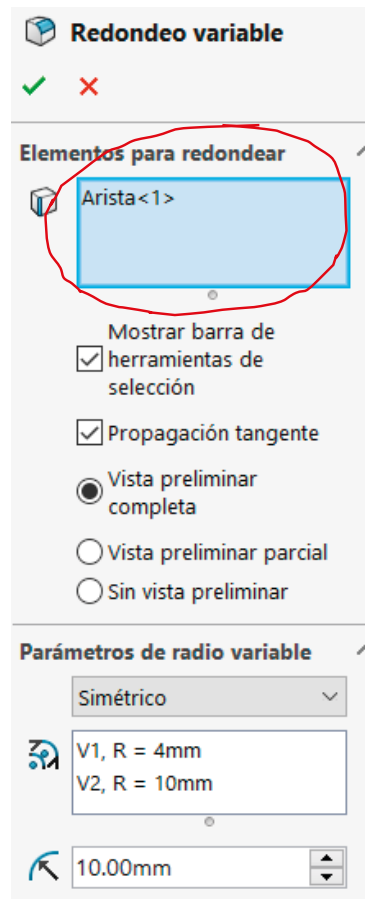 Redondeo variable
Elementos para redondear
Arista<1>
Mostrar barra de
herramientas de
selección
Propagación tangente
Vista preliminar
completa
Vista preliminar parcial
Sin vista preliminar
Parámetros de radio variable
Simétrico
V1, R = 4mm
V2, R = 10mm
10.00mm